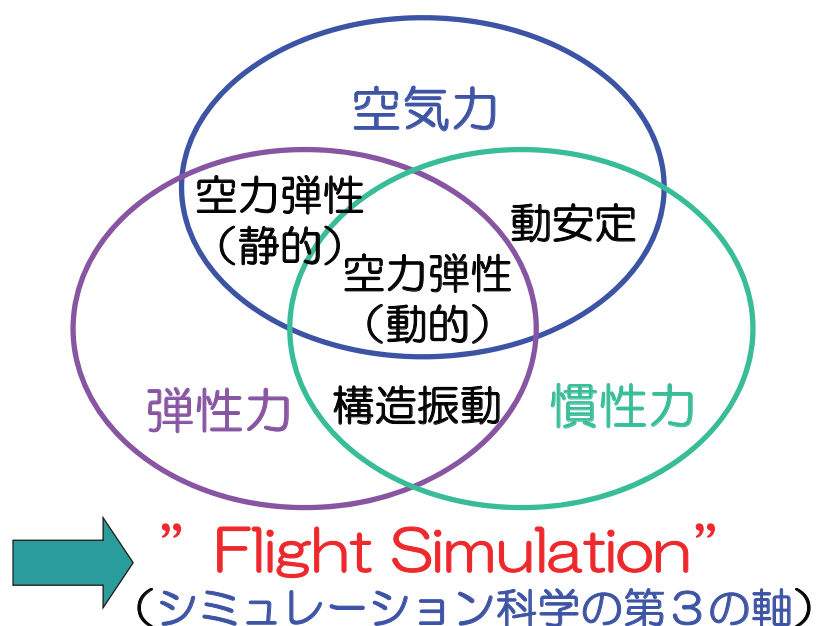 空気力
空力弾性
（静的）
動安定
空力弾性
（動的）
弾性力
構造振動
慣性力
”Flight Simulation”
（シミュレーション科学の第３の軸）